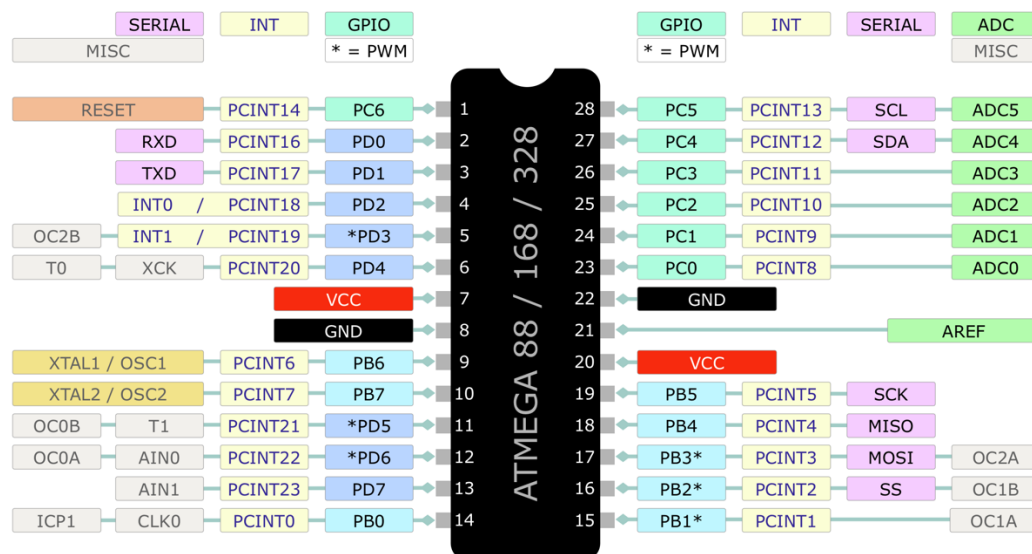 SERIAL INT GPIO GPIO INT SERIAL ADC
MISC * = PWM * = PWM MISC
RESET PCINT14 PC6 1 28 PC5 PCINT13 SCL ADC5
RXD PCINT16 PD0 2 27 PC4 PCINT12 SDA ADC4
TXD PCINT17 PD1 3 26 PC3 PCINT11 ADC3
INT0 / PCINT18 PD2 4 25 PC2 PCINT10 ADC2
OC2B INT1 / PCINT19 *PD3 5 24 PC1 PCINT9 ADC1
T0 XCK PCINT20 PD4 6 23 PC0 PCINT8 ADC0
VCC 7 22 GND
GND 8 21 AREF
XTAL1 / OSC1 PCINT6 PB6 9 20 VCC
XTAL2 / OSC2 PCINT7 PB7 10 19 PB5 PCINT5 SCK
OC0B T1 PCINT21 *PD5 11 18 PB4 PCINT4 MISO
OC0A AIN0 PCINT22 *PD6 12 17 PB3* PCINT3 MOSI OC2A
AIN1 PCINT23 PD7 13 16 PB2* PCINT2 SS OC1B
ICP1 CLK0 PCINT0 PB0 14 15 PB1* PCINT1 OC1A
ATMEGA 88 / 168 / 328